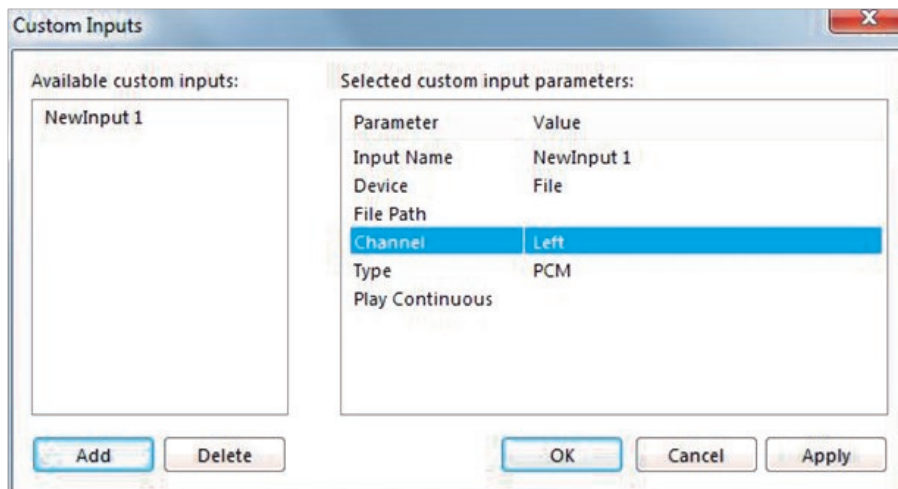 Custom Inputs
Available custom inputs:
NewInput 1
Selected custom input parameters:
Parameter Value
Input Name NewInput 1
Device File
File Path
Channel Left
Type PCM
Play Continuous
Add Delete OK Cancel Apply